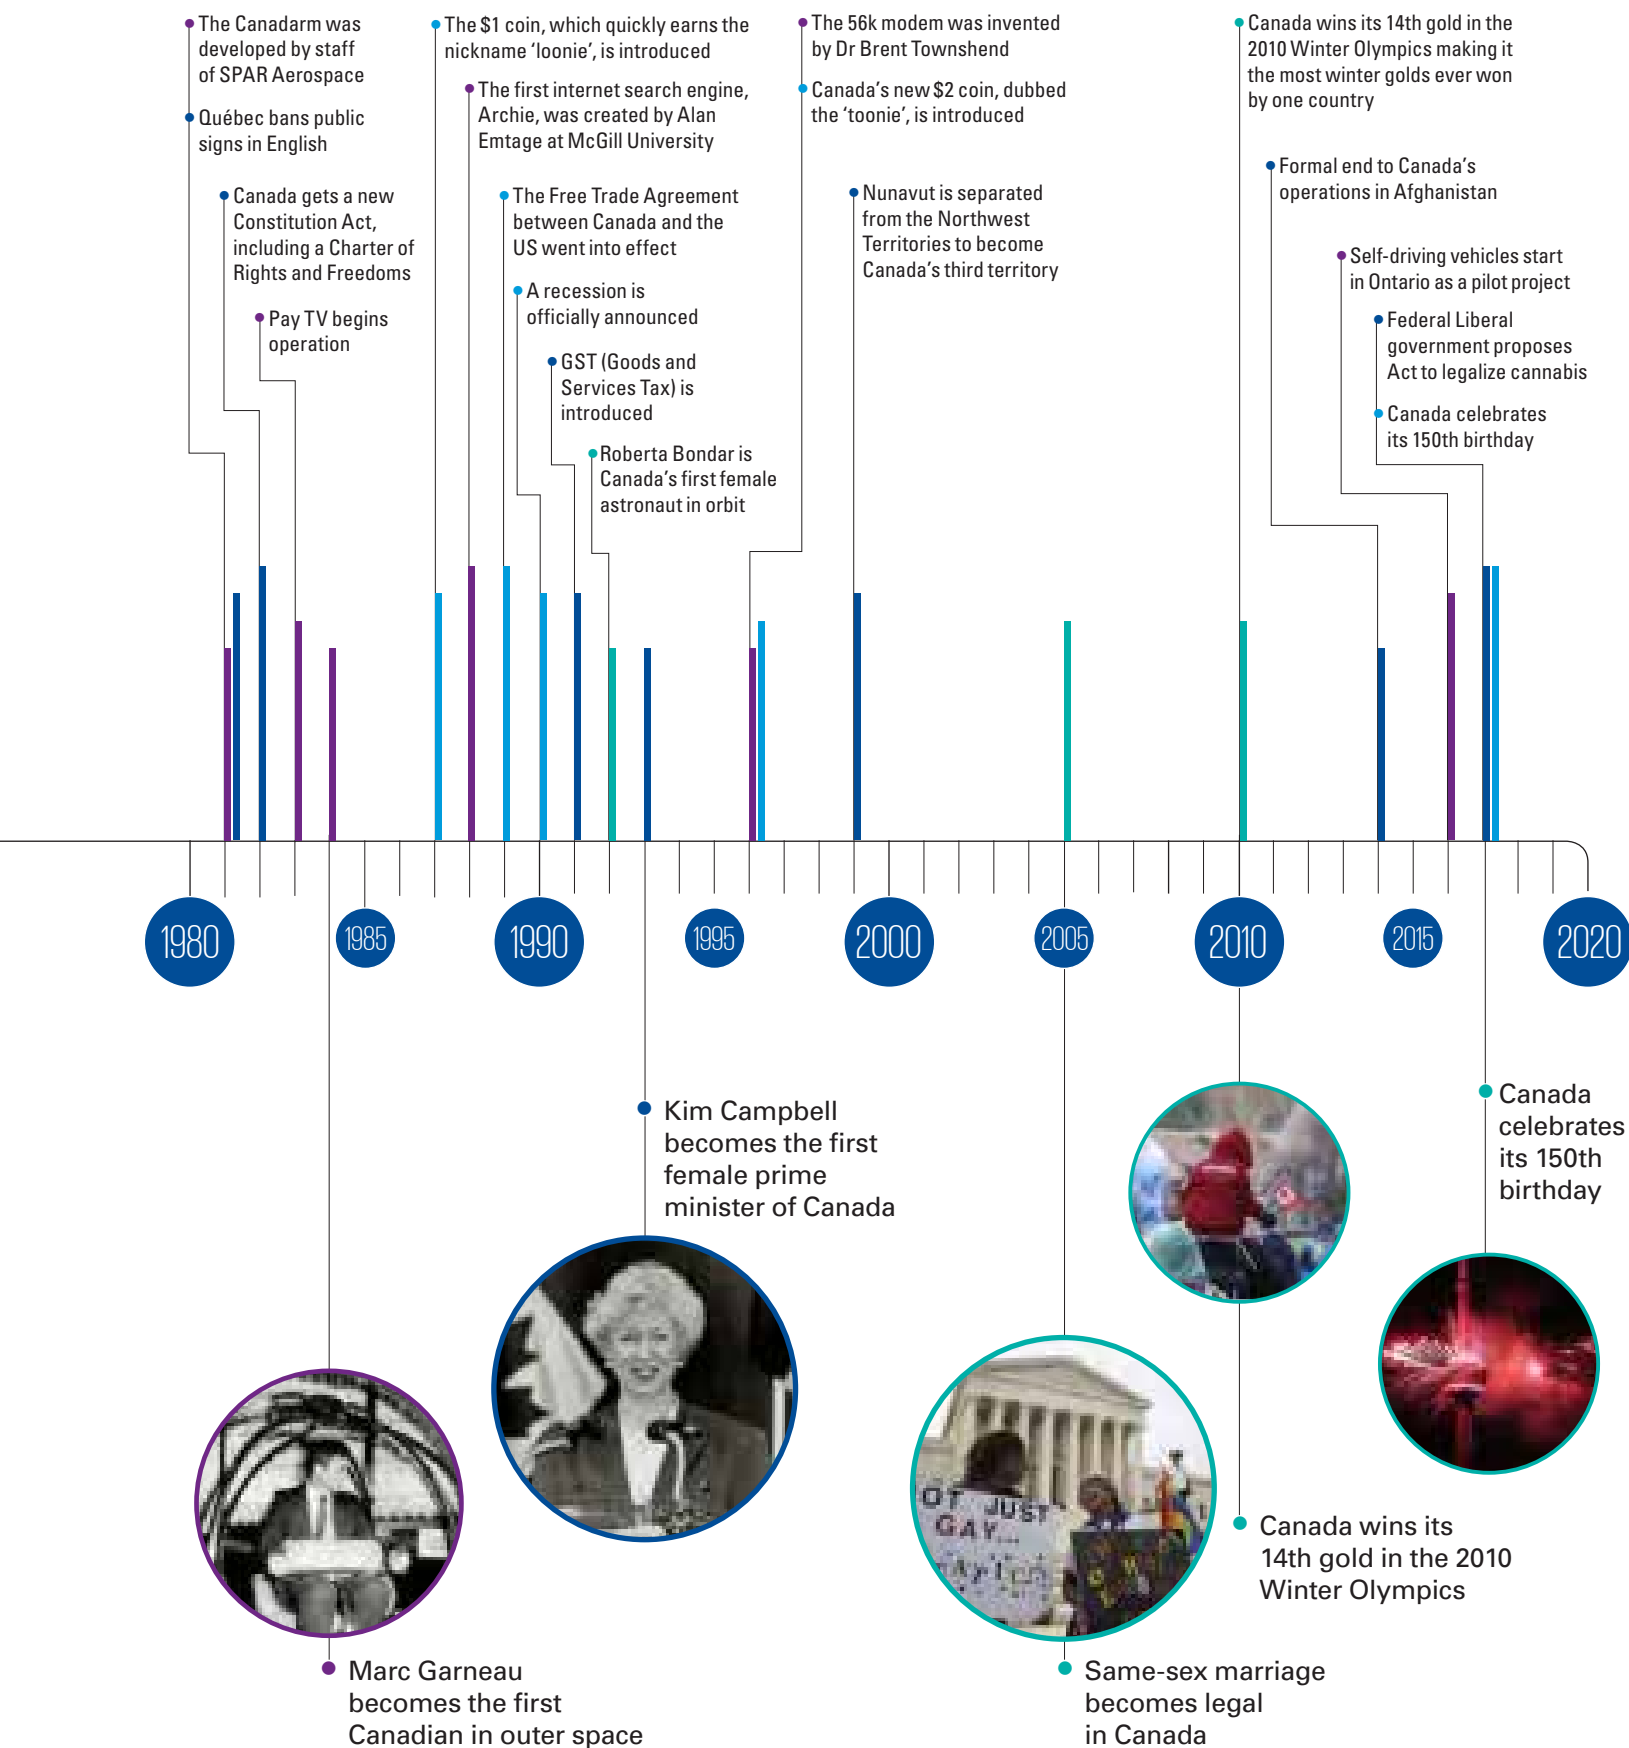 The Canadarm was
developed by staff
of SPAR Aerospace
Québec bans public
signs in English
Canada gets a new
Constitution Act,
including a Charter of
Rights and Freedoms
Pay TV begins
operation
The $1 coin, which quickly earns the
nickname ‘loonie’, is introduced
The first internet search engine,
Archie, was created by Alan
Emtage at McGill University
The Free Trade Agreement
between Canada and the
US went into effect
A recession is
officially announced
GST (Goods and
Services Tax) is
introduced
Roberta Bondar is
Canada’s first female
astronaut in orbit
The 56k modem was invented
by Dr Brent Townshend
Canada’s new $2 coin, dubbed
the ‘toonie’, is introduced
Nunavut is separated
from the Northwest
Territories to become
Canada’s third territory
Canada wins its 14th gold in the
2010 Winter Olympics making it
the most winter golds ever won
by one country
Formal end to Canada’s
operations in Afghanistan
Self-driving vehicles start
in Ontario as a pilot project
Federal Liberal
government proposes
Act to legalize cannabis
Canada celebrates
its 150th birthday
1980
1985
1990
1995
2000
2005
2010
2015
2020
Kim Campbell
becomes the first
female prime
minister of Canada
Canada
celebrates
its 150th
birthday
OT JUST
GAY...
Canada wins its
14th gold in the 2010
Winter Olympics
Marc Garneau
becomes the first
Canadian in outer space
Same-sex marriage
becomes legal
in Canada